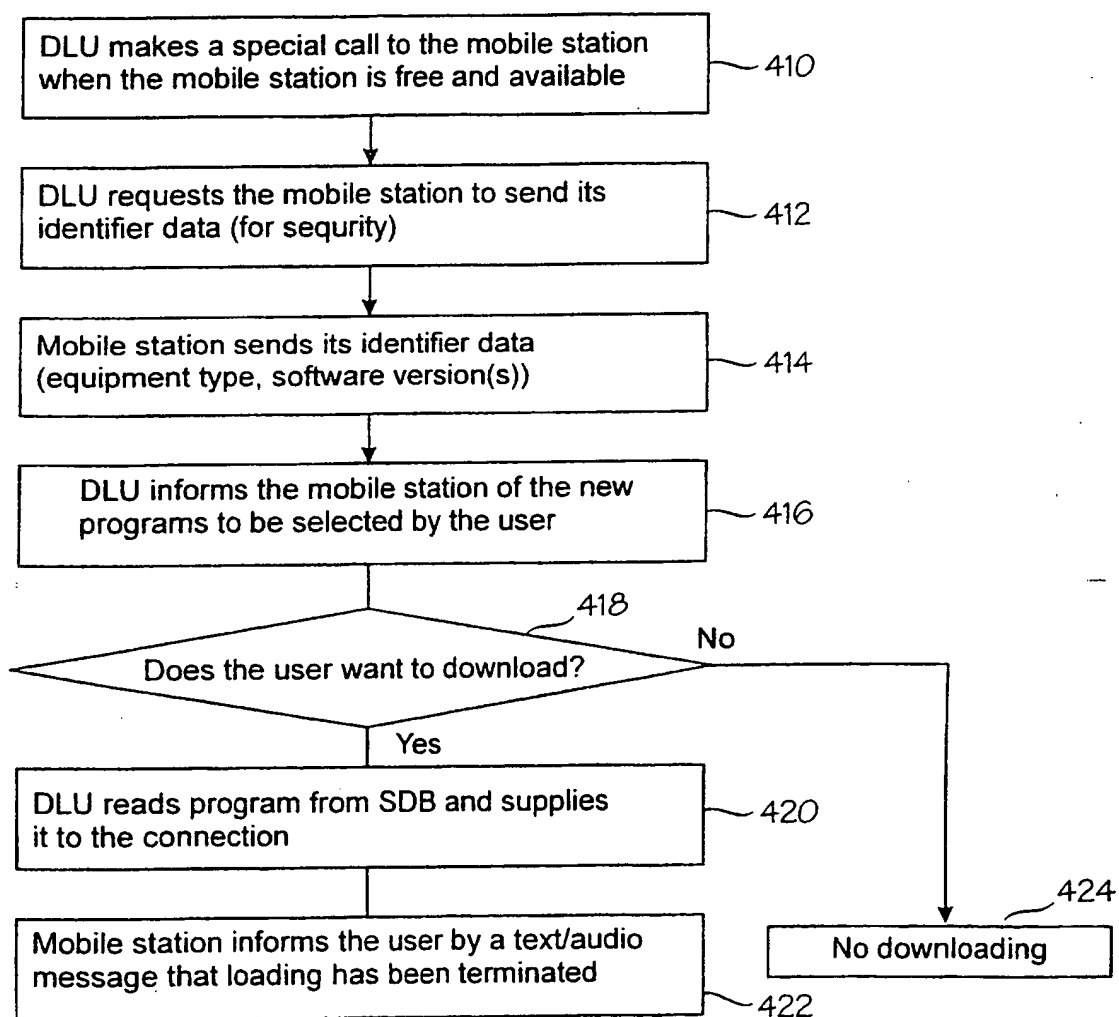 DLU makes a special call to the mobile station
when the mobile station is free and available
410
DLU requests the mobile station to send its
identifier data (for sequrity)
412
Mobile station sends its identifier data
(equipment type, software version(s))
414
DLU informs the mobile station of the new
programs to be selected by the user
416
418
Does the user want to download?
No
Yes
DLU reads program from SDB and supplies
it to the connection
420
424
No downloading
Mobile station informs the user by a text/audio
message that loading has been terminated
422